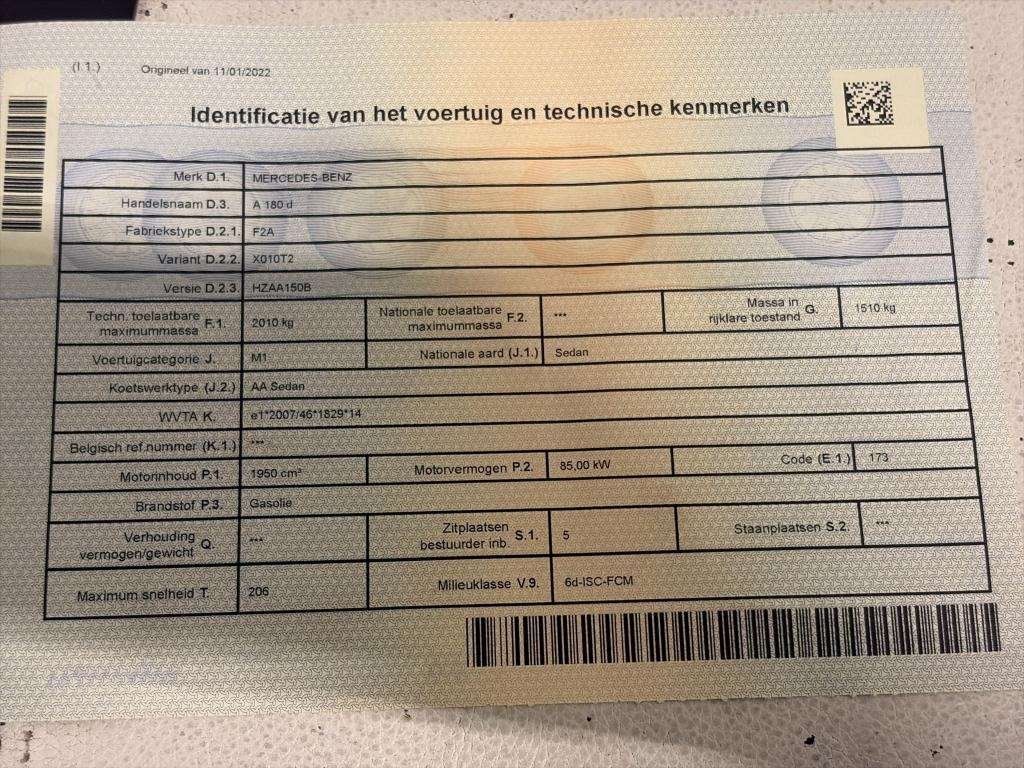 (I.1.) Origineel van 11/01/2022
Identificatie van het voertuig en technische kenmerken
Merk D.1. MERCEDES-BENZ
Handelsnaam D.3. A 180 d
Fabriekstype D.2.1. F2A
Variant D.2.2. X010T2
Versie D.2.3. HZAA150B
Techn. toelaatbare maximummassa F.1. 2010 kg Nationale toelaatbare maximummassa F.2. *** Massa in rijklare toestand G. 1510 kg
Voertuigcategorie J. M1 Nationale aard (J.1.) Sedan
Koetswerktype (J.2.) AA Sedan
WVTA K. e1*2007/46*1829*14
Belgisch ref nummer (K.1.) ***
Motorinhoud P.1. 1950 cm³ Motorvermogen P.2. 85,00 kW Code (E.1.) 173
Brandstof P.3. Gasolie
Verhouding vermogen/gewicht Q. *** Zitplaatsen bestuurder inb. S.1. 5 Staanplaatsen S.2. ***
Maximum snelheid T. 206 Milieuklasse V.9. 6d-ISC-FCM